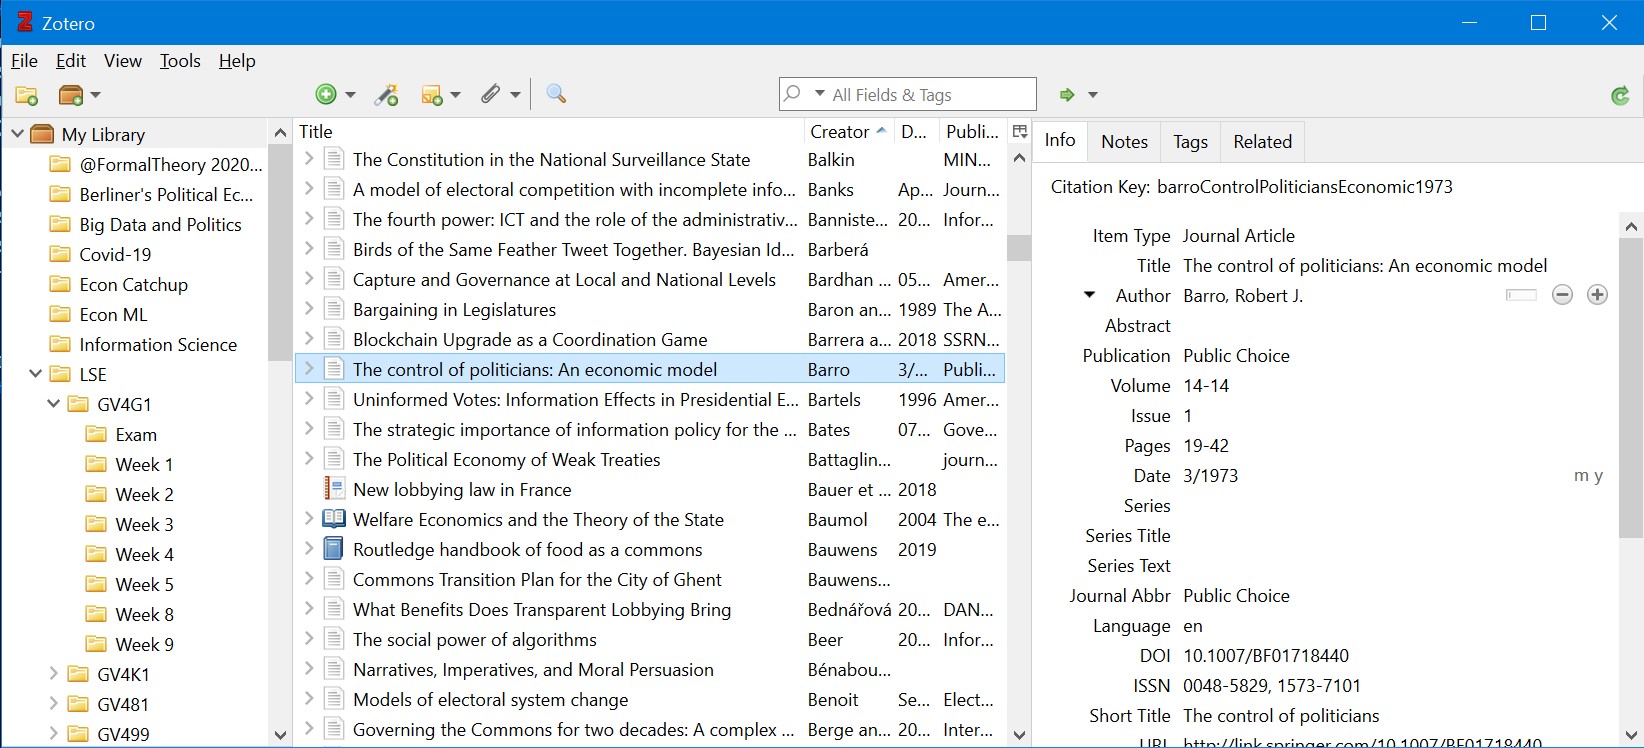 Zotero
File Edit View Tools Help
All Fields & Tags
My Library
@FormalTheory 2020...
Berliner's Political Ec...
Big Data and Politics
Covid-19
Econ Catchup
Econ ML
Information Science
LSE
GV4G1
Exam
Week 1
Week 2
Week 3
Week 4
Week 5
Week 8
Week 9
GV4K1
GV481
GV499
Title Creator D... Publi...
The Constitution in the National Surveillance State Balkin MIN...
A model of electoral competition with incomplete info... Banks Ap... Journ...
The fourth power: ICT and the role of the administrativ... Banniste... 20... Infor...
Birds of the Same Feather Tweet Together. Bayesian Id... Barberá
Capture and Governance at Local and National Levels Bardhan ... 05... Amer...
Bargaining in Legislatures Baron an... 1989 The A...
Blockchain Upgrade as a Coordination Game Barrera a... 2018 SSRN...
The control of politicians: An economic model Barro 3/... Publi...
Uninformed Votes: Information Effects in Presidential E... Bartels 1996 Amer...
The strategic importance of information policy for the ... Bates 07... Gove...
The Political Economy of Weak Treaties Battaglin... journ...
New lobbying law in France Bauer et ... 2018
Welfare Economics and the Theory of the State Baumol 2004 The e...
Routledge handbook of food as a commons Bauwens 2019
Commons Transition Plan for the City of Ghent Bauwens...
What Benefits Does Transparent Lobbying Bring Bednářová 20... DAN...
The social power of algorithms Beer 20... Infor...
Narratives, Imperatives, and Moral Persuasion Bénabou...
Models of electoral system change Benoit Se... Elect...
Governing the Commons for two decades: A complex ... Berge an... 20... Inter...
Info Notes Tags Related
Citation Key: barroControlPoliticiansEconomic1973
Item Type Journal Article
Title The control of politicians: An economic model
Author Barro, Robert J.
Abstract
Publication Public Choice
Volume 14-14
Issue 1
Pages 19-42
Date 3/1973 m y
Series
Series Title
Series Text
Journal Abbr Public Choice
Language en
DOI 10.1007/BF01718440
ISSN 0048-5829, 1573-7101
Short Title The control of politicians
URL http://link.springer.com/10.1007/BF01718440